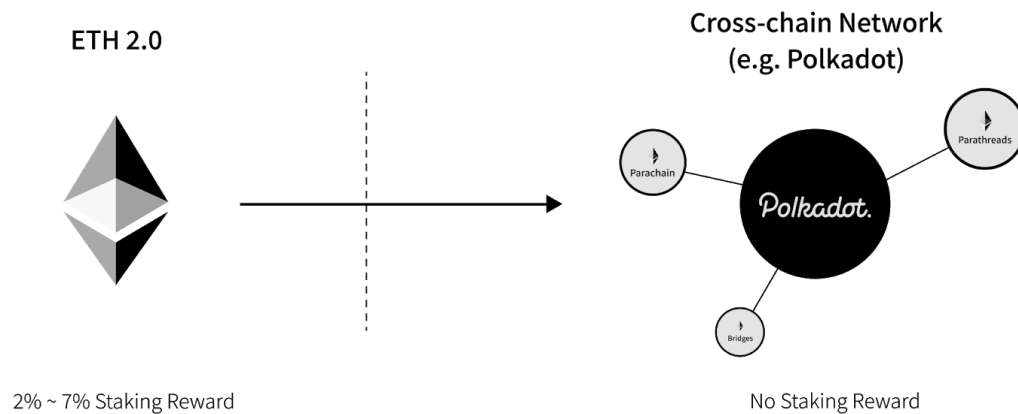 ETH 2.0
Cross-chain Network
(e.g. Polkadot)
Parachain
Parathreads
Polkadot.
Bridges
2% ~ 7% Staking Reward
No Staking Reward